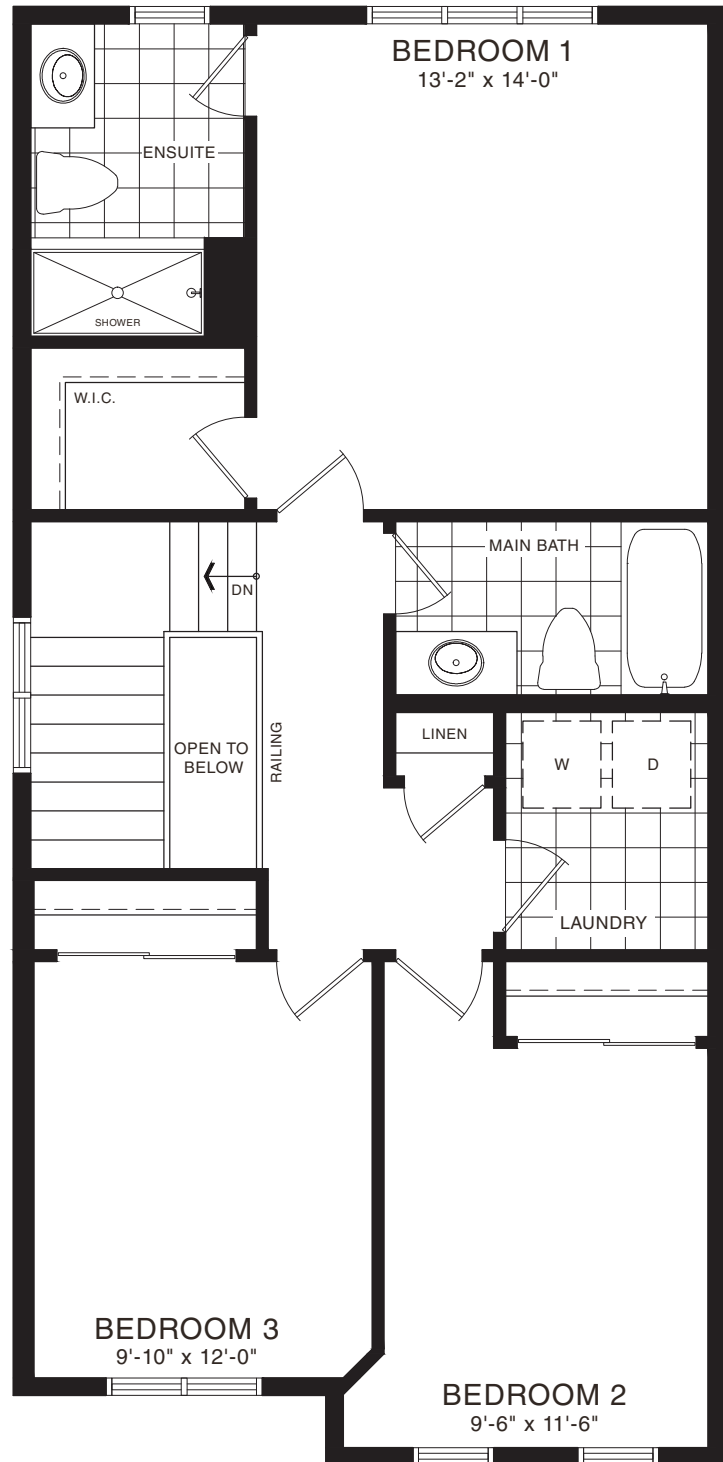 BEDROOM 1
13'-2" x 14'-0"
ENSUITE
SHOWER
W.I.C.
MAIN BATH
DN
LINEN
RAILING
OPEN TO
BELOW
W
D
LAUNDRY
BEDROOM 3
9'-10" x 12'-0"
BEDROOM 2
9'-6" x 11'-6"